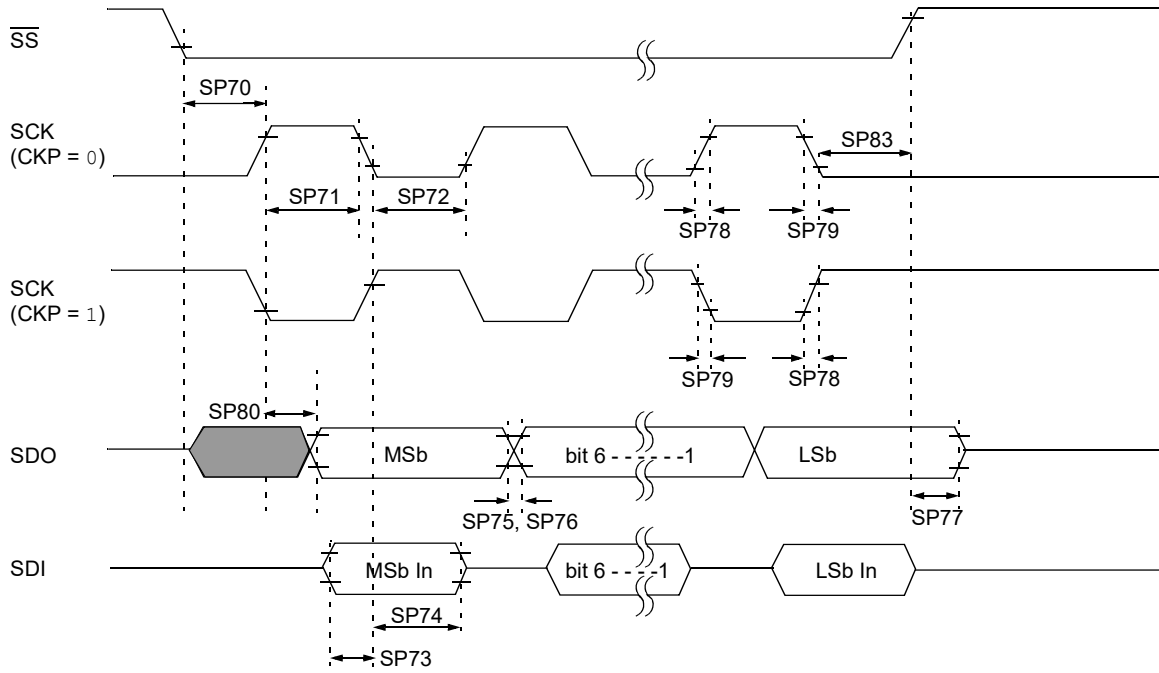 SS
SP70
SCK
(CKP = 0)
SP83
SP71
SP72
SP78
SP79
SCK
(CKP = 1)
SP79
SP78
SP80
SDO
MSb
bit 6 - - - - - -1
LSb
SP75, SP76
SP77
SDI
MSb In
bit 6 - - - -1
LSb In
SP74
SP73